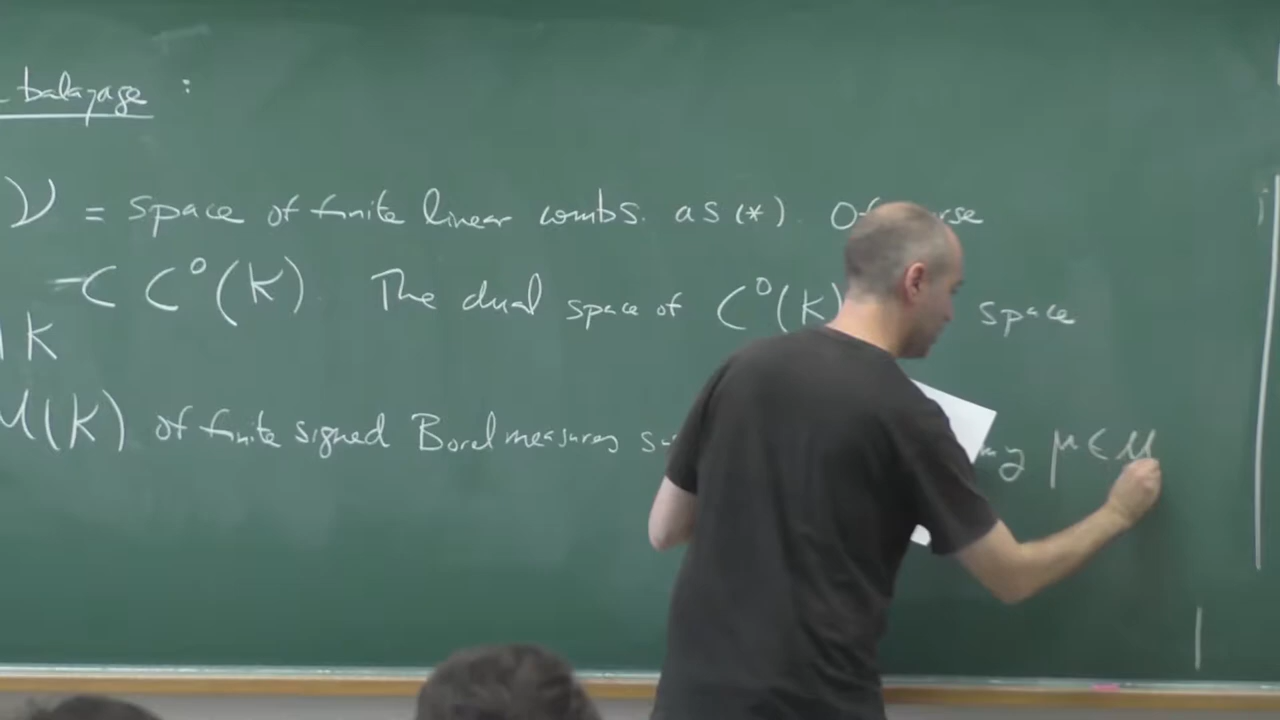 balayage :
V = space of finite linear combs. as (*). Of
⊂ C⁰(K). The dual space of C⁰(K) space
K
M(K) of finite signed Borel measures μ ∈ M